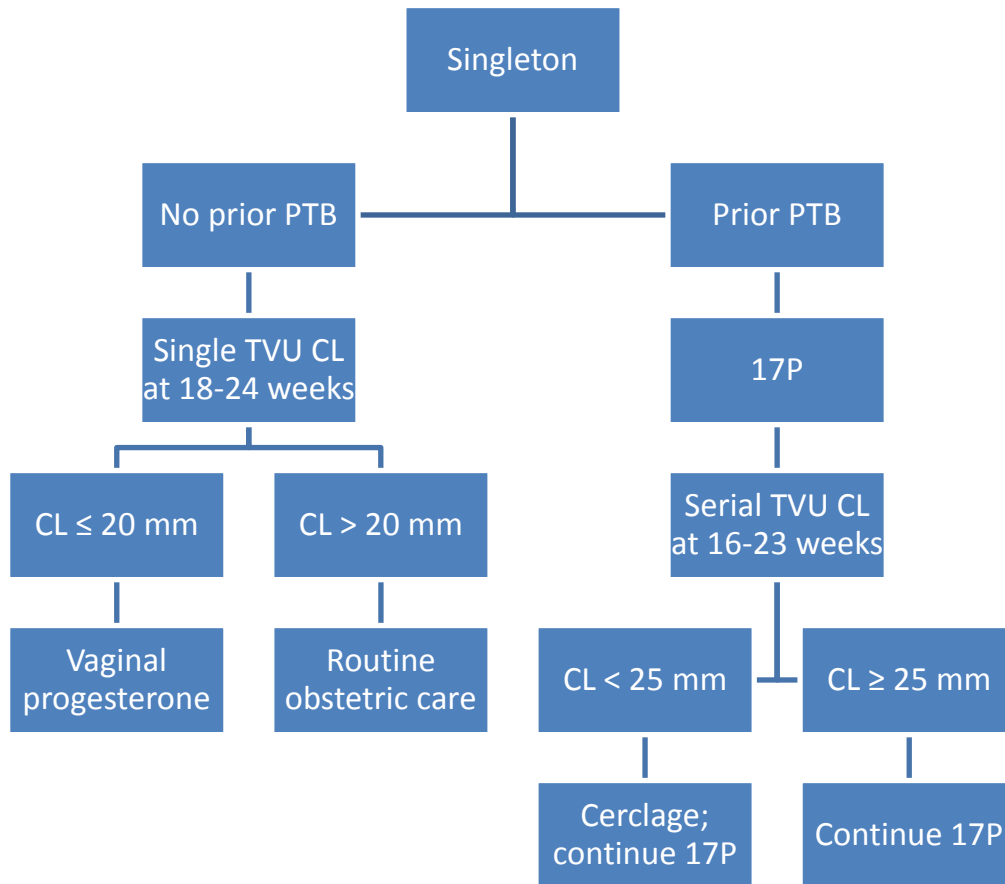 Singleton
No prior PTB
Prior PTB
Single TVU CL
at 18-24 weeks
17P
CL ≤ 20 mm
CL > 20 mm
Serial TVU CL
at 16-23 weeks
Vaginal
progesterone
Routine
obstetric care
CL < 25 mm
CL ≥ 25 mm
Cerclage;
continue 17P
Continue 17P